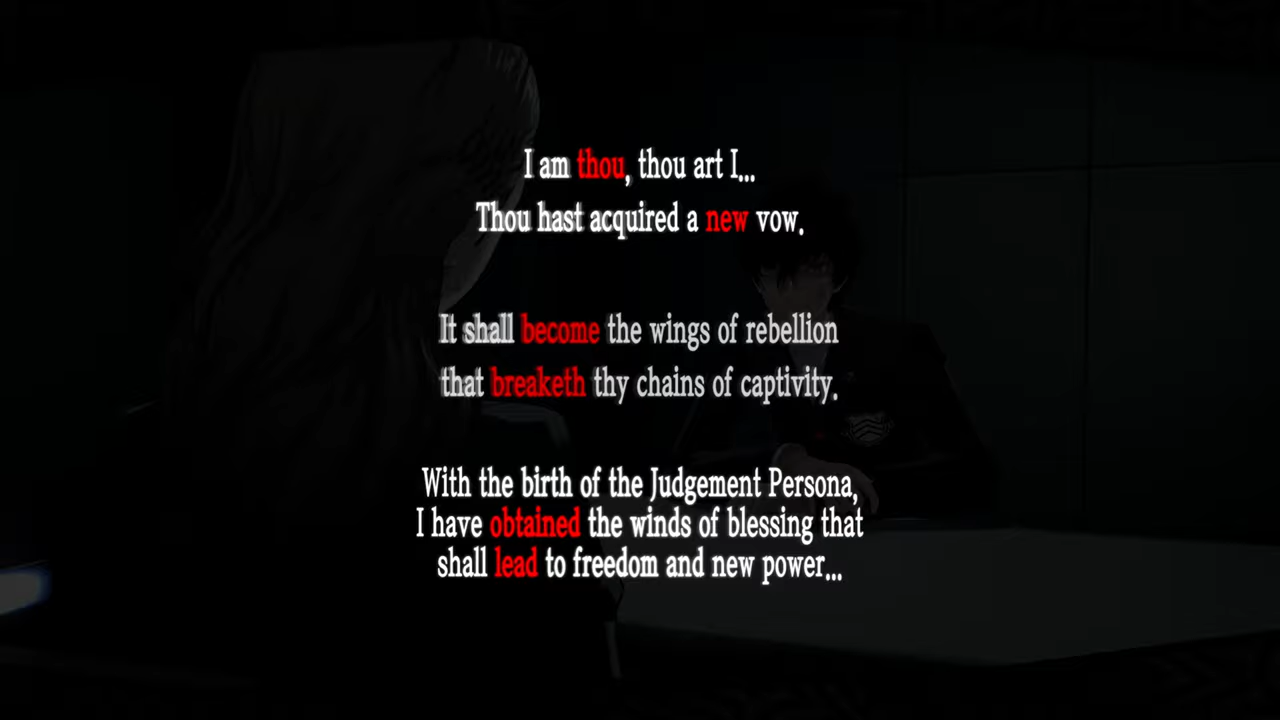 I am thou, thou art I...
Thou hast acquired a new vow.
It shall become the wings of rebellion
that breaketh thy chains of captivity.
With the birth of the Judgement Persona,
I have obtained the winds of blessing that
shall lead to freedom and new power...